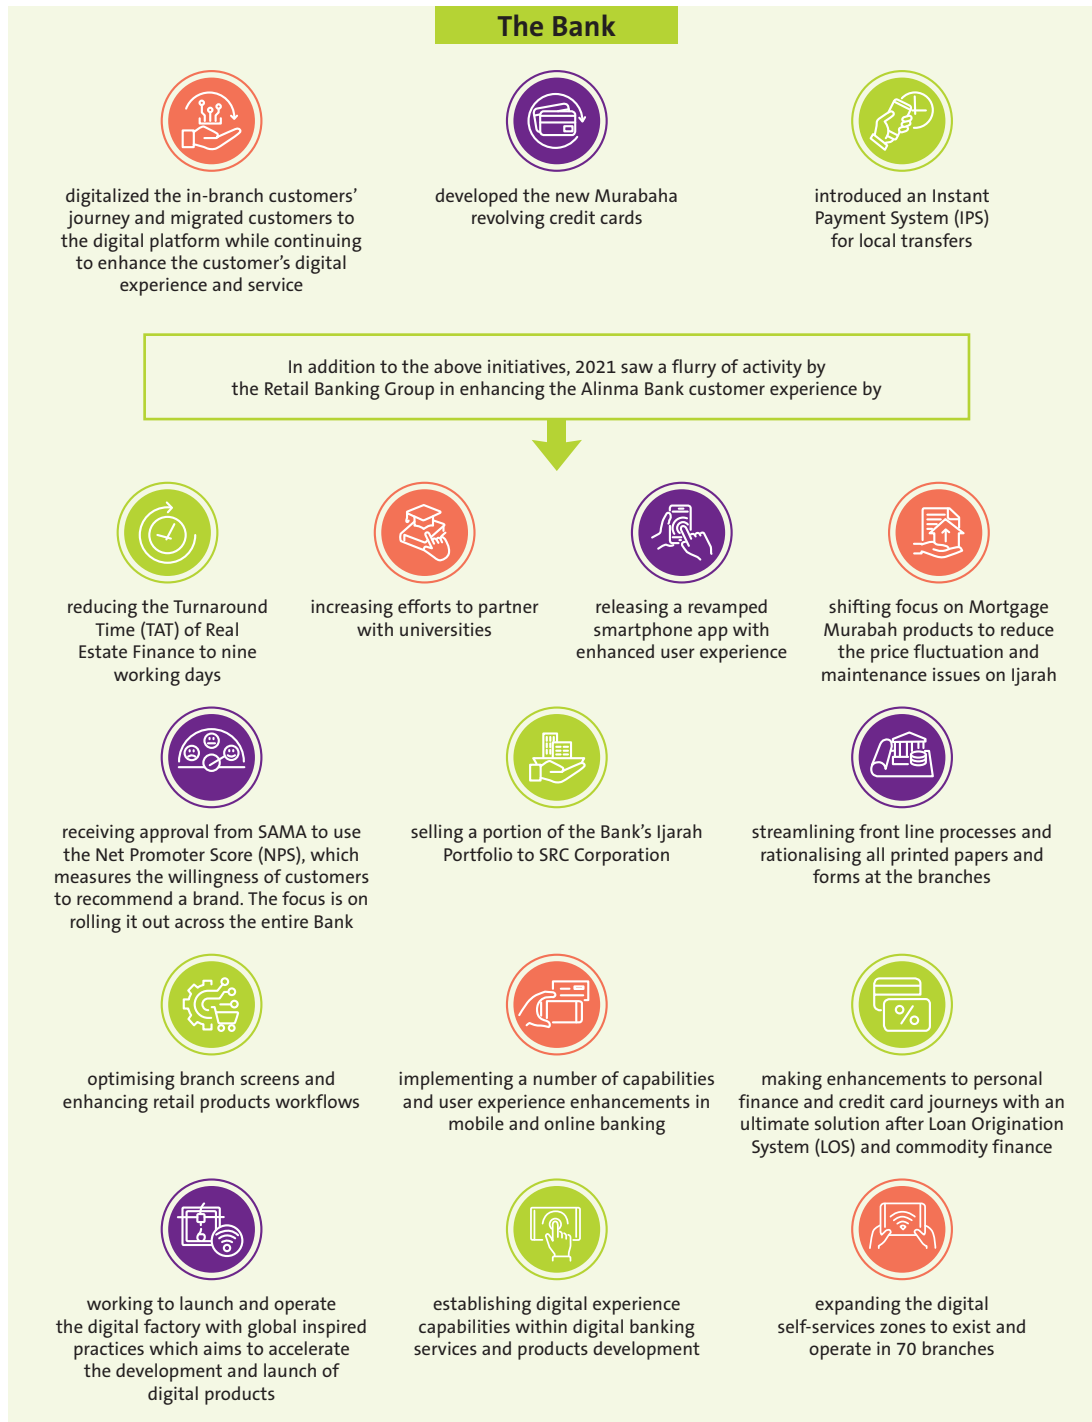 The Bank
digitalized the in-branch customers’
journey and migrated customers to
the digital platform while continuing
to enhance the customer’s digital
experience and service
developed the new Murabaha
revolving credit cards
introduced an Instant
Payment System (IPS)
for local transfers
In addition to the above initiatives, 2021 saw a flurry of activity by
the Retail Banking Group in enhancing the Alinma Bank customer experience by
reducing the Turnaround
Time (TAT) of Real
Estate Finance to nine
working days
increasing efforts to partner
with universities
releasing a revamped
smartphone app with
enhanced user experience
shifting focus on Mortgage
Murabah products to reduce
the price fluctuation and
maintenance issues on Ijarah
receiving approval from SAMA to use
the Net Promoter Score (NPS), which
measures the willingness of customers
to recommend a brand. The focus is on
rolling it out across the entire Bank
selling a portion of the Bank’s Ijarah
Portfolio to SRC Corporation
streamlining front line processes and
rationalising all printed papers and
forms at the branches
optimising branch screens and
enhancing retail products workflows
implementing a number of capabilities
and user experience enhancements in
mobile and online banking
%
making enhancements to personal
finance and credit card journeys with an
ultimate solution after Loan Origination
System (LOS) and commodity finance
working to launch and operate
the digital factory with global inspired
practices which aims to accelerate
the development and launch of
digital products
establishing digital experience
capabilities within digital banking
services and products development
expanding the digital
self-services zones to exist and
operate in 70 branches